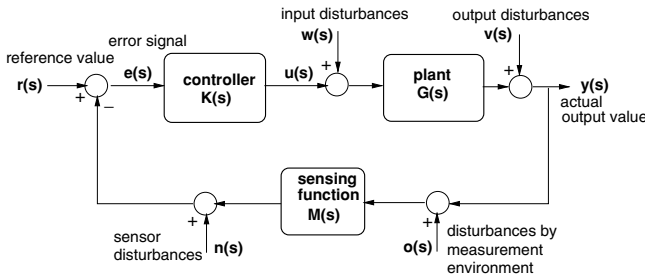 input disturbances
w(s)
output disturbances
v(s)
error signal
reference value
r(s)
e(s)
controller
K(s)
u(s)
plant
G(s)
y(s)
actual
output value
+
−
+
+
sensing
function
M(s)
+
+
sensor
disturbances
n(s)
o(s)
disturbances by
measurement
environment